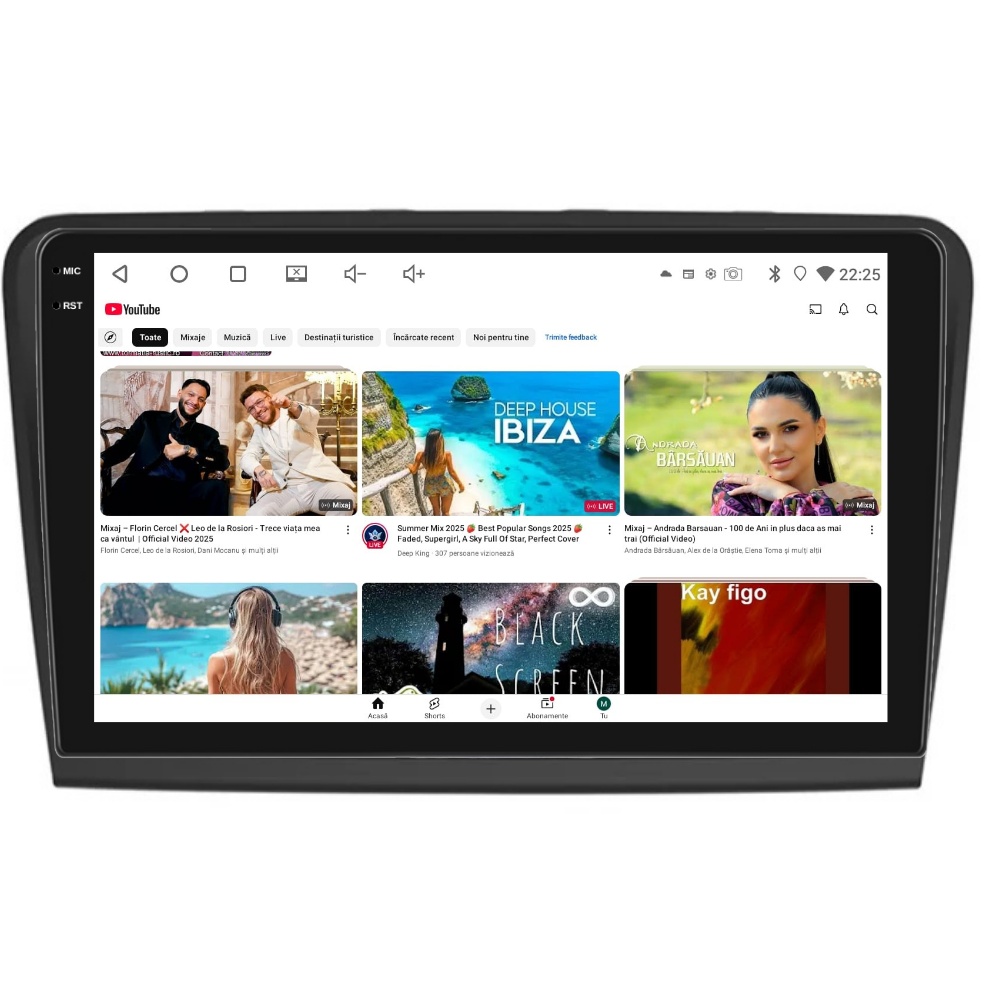 MIC
22:25
RST
YouTube
Toate
Mixaje
Muzică
Live
Destinații turistice
Încărcate recent
Noi pentru tine
Trimite feedback
Contact
DEEP HOUSE
IBIZA
ANDRADA
BĂRSĂUAN
Mixaj
LIVE
Mixaj
Mixaj – Florin Cercel ❌ Leo de la Rosiori - Trece viața mea
ca vântul | Official Video 2025
Florin Cercel, Leo de la Rosiori, Dani Mocanu și mulți alții
LIVE
Summer Mix 2025 🍓 Best Popular Songs 2025 🍓
Faded, Supergirl, A Sky Full Of Star, Perfect Cover
Deep King · 307 persoane vizionează
Mixaj – Andrada Barsauan - 100 de Ani in plus daca as mai
trai (Official Video)
Andrada Bărsăuan, Alex de la Orăștie, Elena Toma și mulți alții
BLACK
SCREEN
Kay figo
Acasă
Shorts
Abonamente
M
Tu